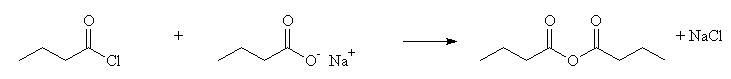 O O O O
+ + NaCl
Cl O⁻ Na⁺ O